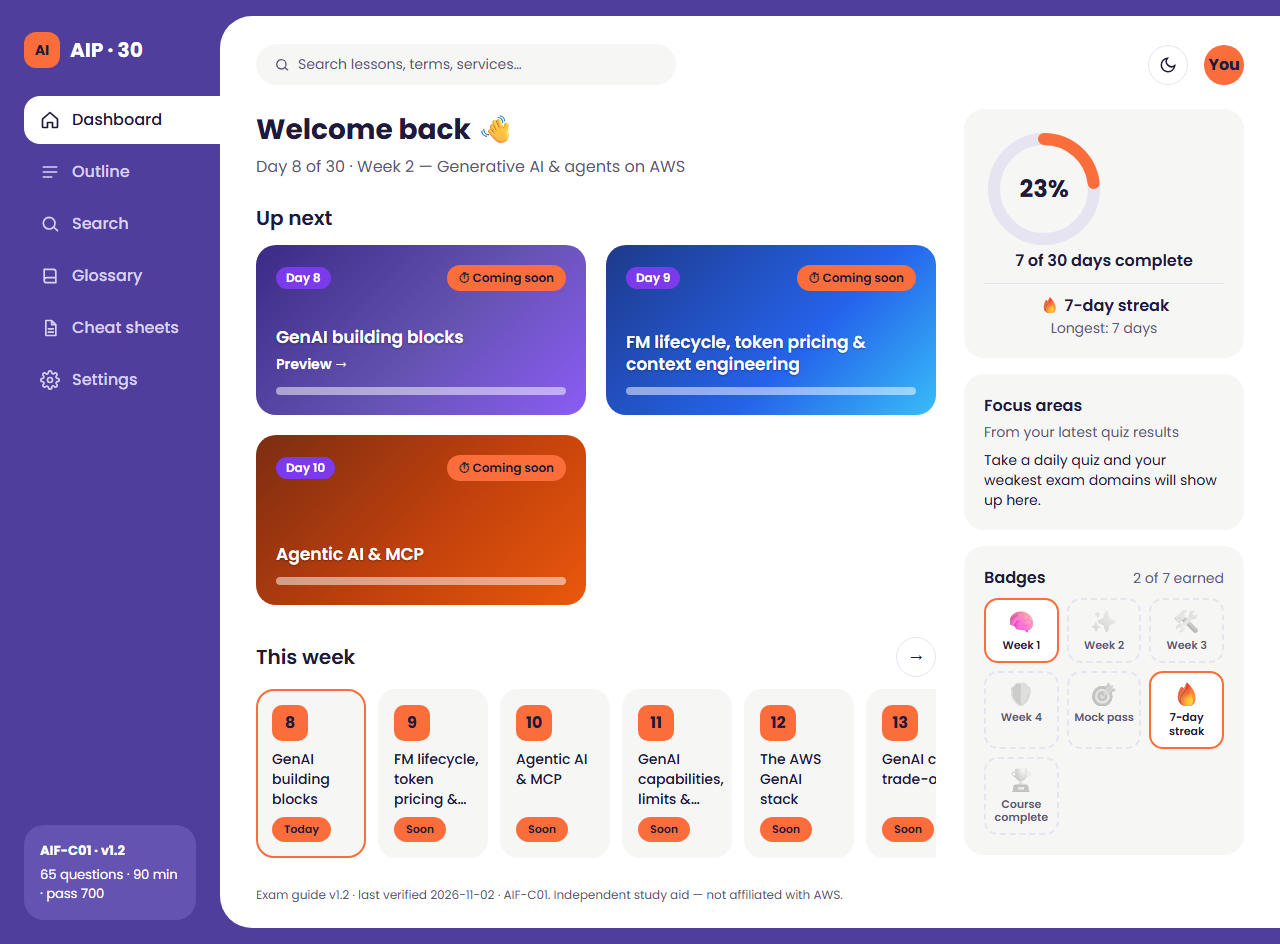 AI
AIP · 30
Dashboard
Outline
Search
Glossary
Cheat sheets
Settings
AIF-C01 · v1.2
65 questions · 90 min
· pass 700
Search lessons, terms, services…
You
Welcome back 👋
Day 8 of 30 · Week 2 — Generative AI & agents on AWS
Up next
Day 8
⏱ Coming soon
GenAI building blocks
Preview →
Day 9
⏱ Coming soon
FM lifecycle, token pricing &
context engineering
Day 10
⏱ Coming soon
Agentic AI & MCP
This week
→
8
GenAI
building
blocks
Today
9
FM lifecycle,
token
pricing &…
Soon
10
Agentic AI
& MCP
Soon
11
GenAI
capabilities,
limits &…
Soon
12
The AWS
GenAI
stack
Soon
13
GenAI c
trade-o
Soon
Exam guide v1.2 · last verified 2026-11-02 · AIF-C01. Independent study aid — not affiliated with AWS.
23%
7 of 30 days complete
🔥 7-day streak
Longest: 7 days
Focus areas
From your latest quiz results
Take a daily quiz and your
weakest exam domains will show
up here.
Badges
2 of 7 earned
Week 1
Week 2
Week 3
Week 4
Mock pass
7-day
streak
Course
complete